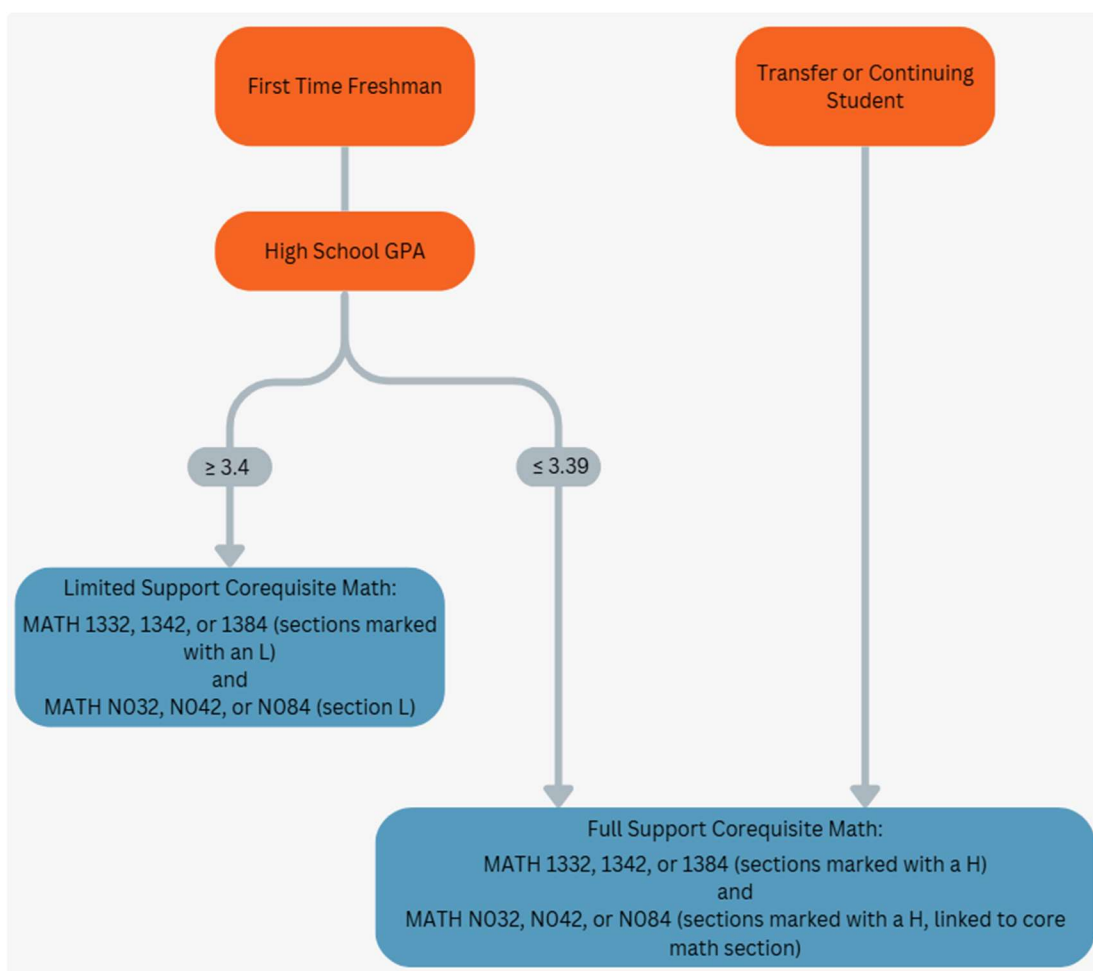 First Time Freshman
Transfer or Continuing
Student
High School GPA
≥ 3.4
≤ 3.39
Limited Support Corequisite Math:
MATH 1332, 1342, or 1384 (sections marked
with an L)
and
MATH N032, N042, or N084 (section L)
Full Support Corequisite Math:
MATH 1332, 1342, or 1384 (sections marked with a H)
and
MATH N032, N042, or N084 (sections marked with a H, linked to core
math section)